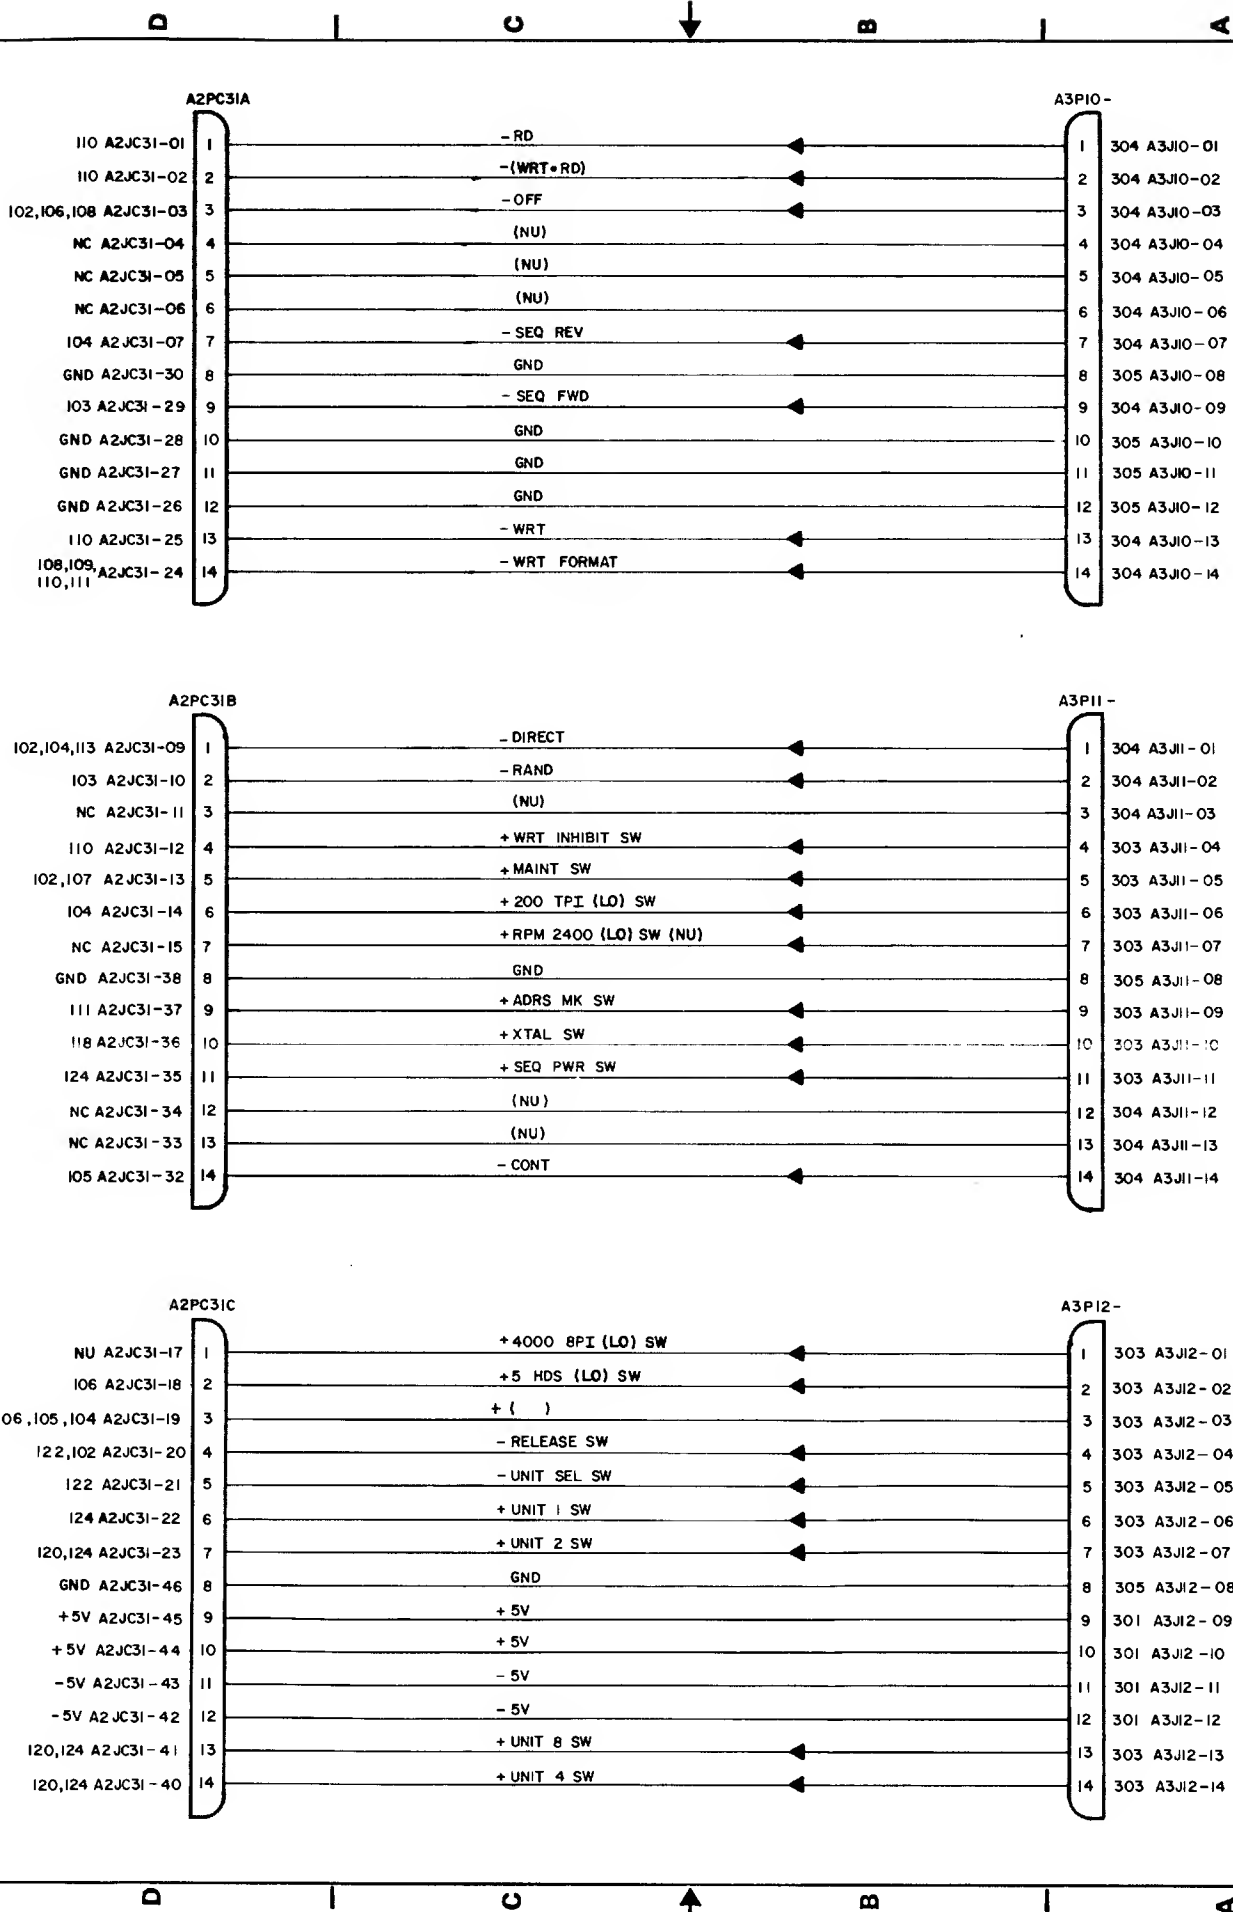 D C B A
A2PC31A A3P10-
110 A2JC31-01 1 -RD 1 304 A3J10-01
110 A2JC31-02 2 -(WRT•RD) 2 304 A3J10-02
102,106,108 A2JC31-03 3 -OFF 3 304 A3J10-03
NC A2JC31-04 4 (NU) 4 304 A3J10-04
NC A2JC31-05 5 (NU) 5 304 A3J10-05
NC A2JC31-06 6 (NU) 6 304 A3J10-06
104 A2JC31-07 7 -SEQ REV 7 304 A3J10-07
GND A2JC31-30 8 GND 8 305 A3J10-08
103 A2JC31-29 9 -SEQ FWD 9 304 A3J10-09
GND A2JC31-28 10 GND 10 305 A3J10-10
GND A2JC31-27 11 GND 11 305 A3J10-11
GND A2JC31-26 12 GND 12 305 A3J10-12
110 A2JC31-25 13 -WRT 13 304 A3J10-13
108,109,
110,111 A2JC31-24 14 -WRT FORMAT 14 304 A3J10-14
A2PC31B A3P11-
102,104,113 A2JC31-09 1 -DIRECT 1 304 A3J11-01
103 A2JC31-10 2 -RAND 2 304 A3J11-02
NC A2JC31-11 3 (NU) 3 304 A3J11-03
110 A2JC31-12 4 +WRT INHIBIT SW 4 303 A3J11-04
102,107 A2JC31-13 5 +MAINT SW 5 303 A3J11-05
104 A2JC31-14 6 +200 TPI (LO) SW 6 303 A3J11-06
NC A2JC31-15 7 +RPM 2400 (LO) SW (NU) 7 303 A3J11-07
GND A2JC31-38 8 GND 8 305 A3J11-08
111 A2JC31-37 9 +ADRS MK SW 9 303 A3J11-09
118 A2JC31-36 10 +XTAL SW 10 303 A3J11-10
124 A2JC31-35 11 +SEQ PWR SW 11 303 A3J11-11
NC A2JC31-34 12 (NU) 12 304 A3J11-12
NC A2JC31-33 13 (NU) 13 304 A3J11-13
105 A2JC31-32 14 -CONT 14 304 A3J11-14
A2PC31C A3P12-
NU A2JC31-17 1 +4000 8PI (LO) SW 1 303 A3J12-01
106 A2JC31-18 2 +5 HDS (LO) SW 2 303 A3J12-02
06,105,104 A2JC31-19 3 +( ) 3 303 A3J12-03
122,102 A2JC31-20 4 -RELEASE SW 4 303 A3J12-04
122 A2JC31-21 5 -UNIT SEL SW 5 303 A3J12-05
124 A2JC31-22 6 +UNIT 1 SW 6 303 A3J12-06
120,124 A2JC31-23 7 +UNIT 2 SW 7 303 A3J12-07
GND A2JC31-46 8 GND 8 305 A3J12-08
+5V A2JC31-45 9 +5V 9 301 A3J12-09
+5V A2JC31-44 10 +5V 10 301 A3J12-10
-5V A2JC31-43 11 -5V 11 301 A3J12-11
-5V A2JC31-42 12 -5V 12 301 A3J12-12
120,124 A2JC31-41 13 +UNIT 8 SW 13 303 A3J12-13
120,124 A2JC31-40 14 +UNIT 4 SW 14 303 A3J12-14
D C B A